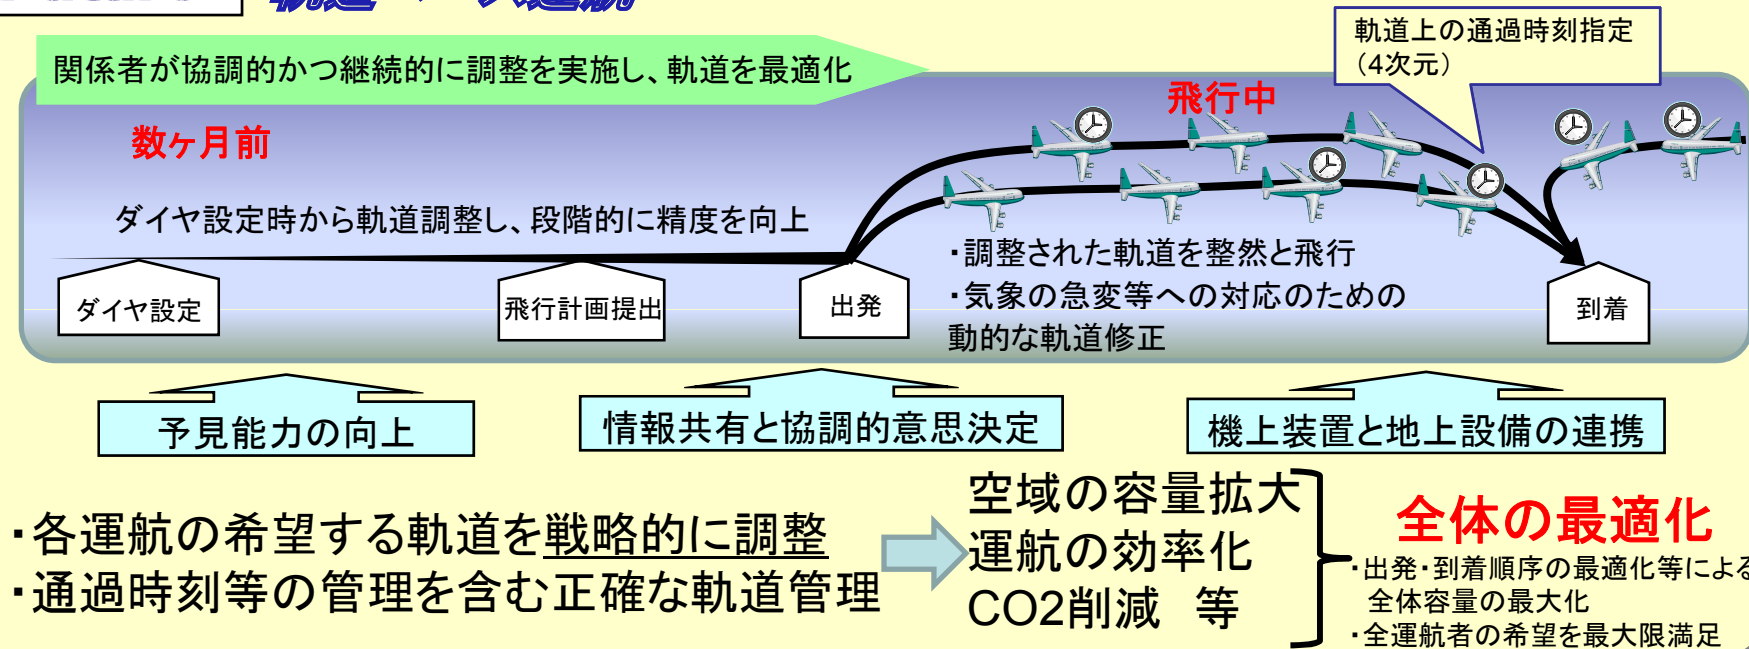 関係者が協調的かつ継続的に調整を実施し、軌道を最適化
軌道上の通過時刻指定
（4次元）
数ヶ月前
飛行中
ダイヤ設定時から軌道調整し、段階的に精度を向上
・調整された軌道を整然と飛行
・気象の急変等への対応のための
動的な軌道修正
ダイヤ設定
飛行計画提出
出発
到着
予見能力の向上
情報共有と協調的意思決定
機上装置と地上設備の連携
・各運航の希望する軌道を戦略的に調整
・通過時刻等の管理を含む正確な軌道管理
空域の容量拡大
運航の効率化
CO2削減　等
全体の最適化
・出発・到着順序の最適化等による
全体容量の最大化
・全運航者の希望を最大限満足